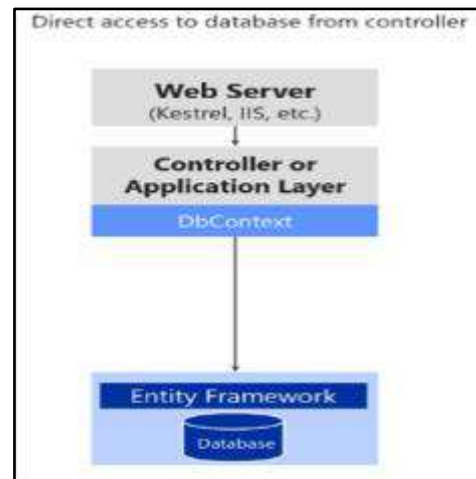 Direct access to database from controller
Web Server
(Kestrel, IIS, etc.)
Controller or
Application Layer
DbContext
Entity Framework
Database